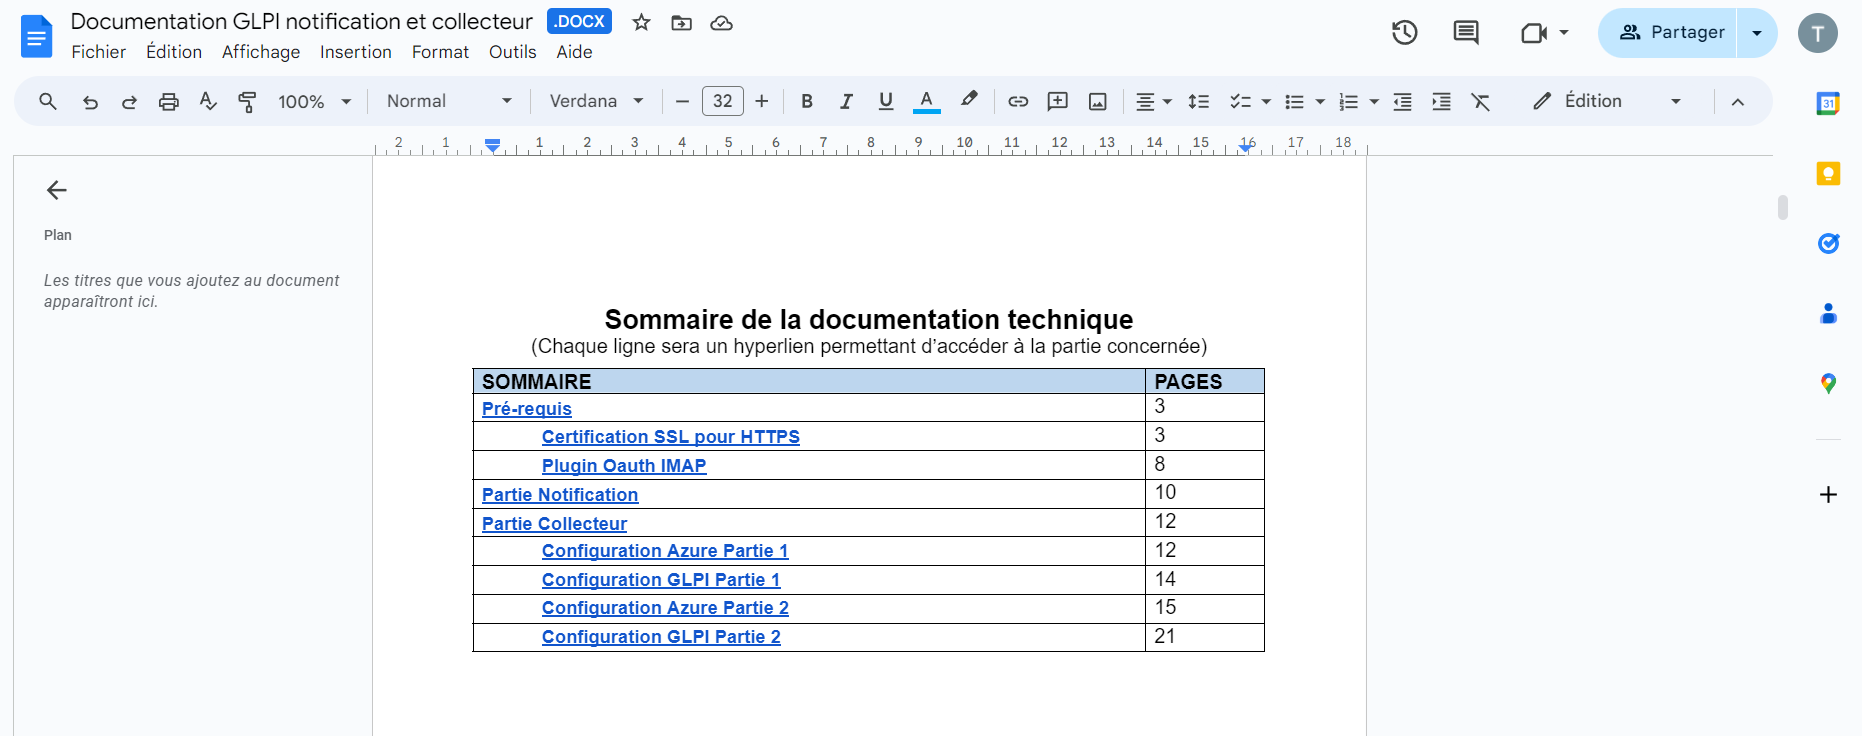 Documentation GLPI notification et collecteur .DOCX
Fichier Édition Affichage Insertion Format Outils Aide
Partager
T
100% Normal Verdana 32 B I U A Édition
31
2 1 1 2 3 4 5 6 7 8 9 10 11 12 13 14 15 16 17 18
Plan
Les titres que vous ajoutez au document
apparaîtront ici.
Sommaire de la documentation technique
(Chaque ligne sera un hyperlien permettant d’accéder à la partie concernée)
SOMMAIRE PAGES
Pré-requis 3
Certification SSL pour HTTPS 3
Plugin Oauth IMAP 8
Partie Notification 10
Partie Collecteur 12
Configuration Azure Partie 1 12
Configuration GLPI Partie 1 14
Configuration Azure Partie 2 15
Configuration GLPI Partie 2 21